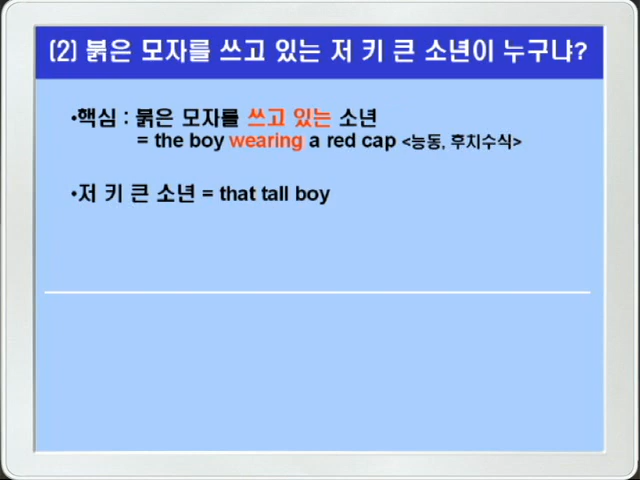 (2) 붉은 모자를 쓰고 있는 저 키 큰 소년이 누구냐?
•핵심 : 붉은 모자를 쓰고 있는 소년
= the boy wearing a red cap <능동, 후치수식>
•저 키 큰 소년 = that tall boy